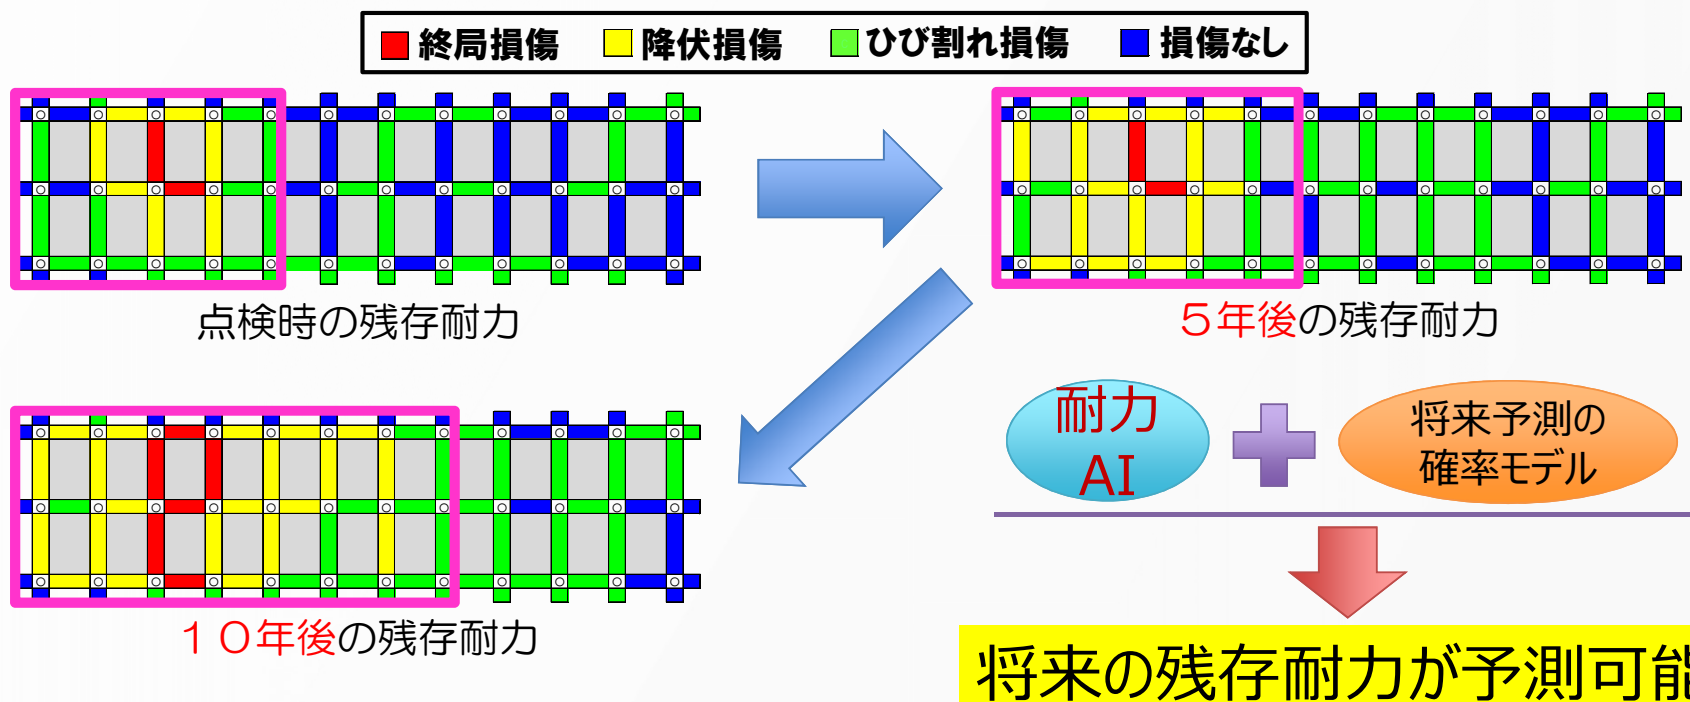 終局損傷 降伏損傷 ひび割れ損傷 損傷なし
点検時の残存耐力
５年後の残存耐力
耐力
AI
将来予測の
確率モデル
１０年後の残存耐力
将来の残存耐力が予測可能